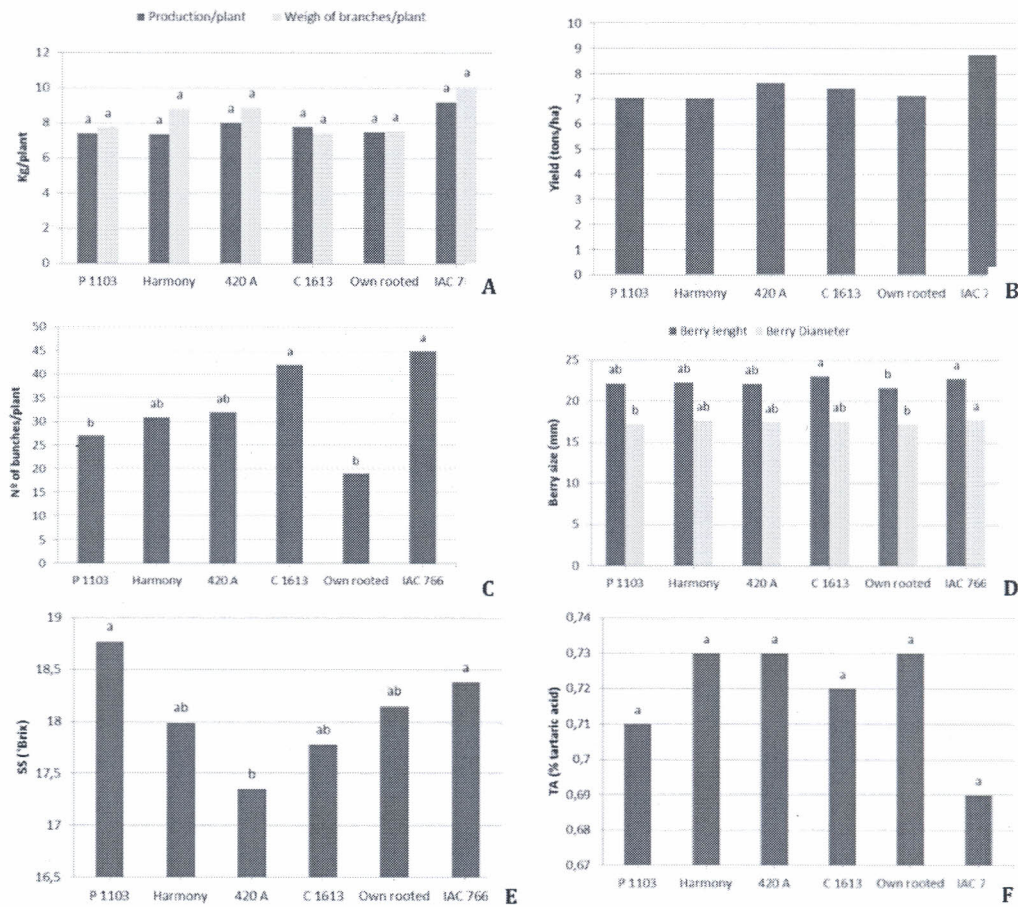 Production/plant Weigh of branches/plant
Kg/plant
12
10
8
6
4
2
0
a a a a a a a a a a a a
P 1103 Harmony 420 A C 1613 Own rooted IAC 7
A
Yield (tons/ha)
10
9
8
7
6
5
4
3
2
1
0
P 1103 Harmony 420 A C 1613 Own rooted IAC 7
B
Nº of bunches/plant
50
45
40
35
30
25
20
15
10
5
0
b ab ab a b a
P 1103 Harmony 420 A C 1613 Own rooted IAC 766
C
Berry lenght Berry Diameter
Berry size (mm)
25
20
15
10
5
0
ab b ab ab ab ab a ab b b a a
P 1103 Harmony 420 A C 1613 Own rooted IAC 766
D
SS (°Brix)
19
18,5
18
17,5
17
16,5
a ab b ab ab a
P 1103 Harmony 420 A C 1613 Own rooted IAC 766
E
TA (% tartaric acid)
0,74
0,73
0,72
0,71
0,7
0,69
0,68
0,67
a a a a a a
P 1103 Harmony 420 A C 1613 Own rooted IAC 7
F